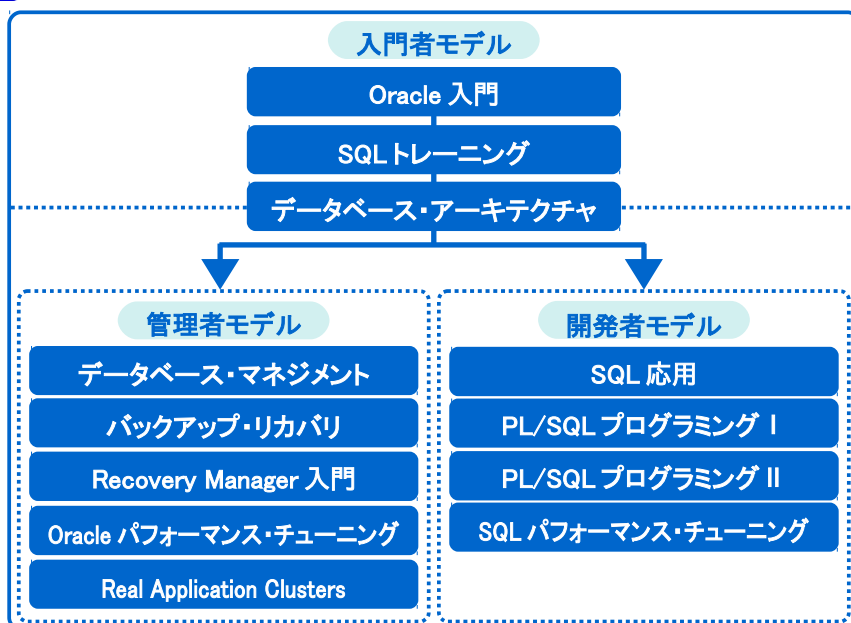 入門者モデル
Oracle 入門
SQLトレーニング
データベース・アーキテクチャ
管理者モデル
データベース・マネジメント
バックアップ・リカバリ
Recovery Manager 入門
Oracle パフォーマンス・チューニング
Real Application Clusters
開発者モデル
SQL 応用
PL/SQL プログラミング Ⅰ
PL/SQL プログラミング Ⅱ
SQL パフォーマンス・チューニング